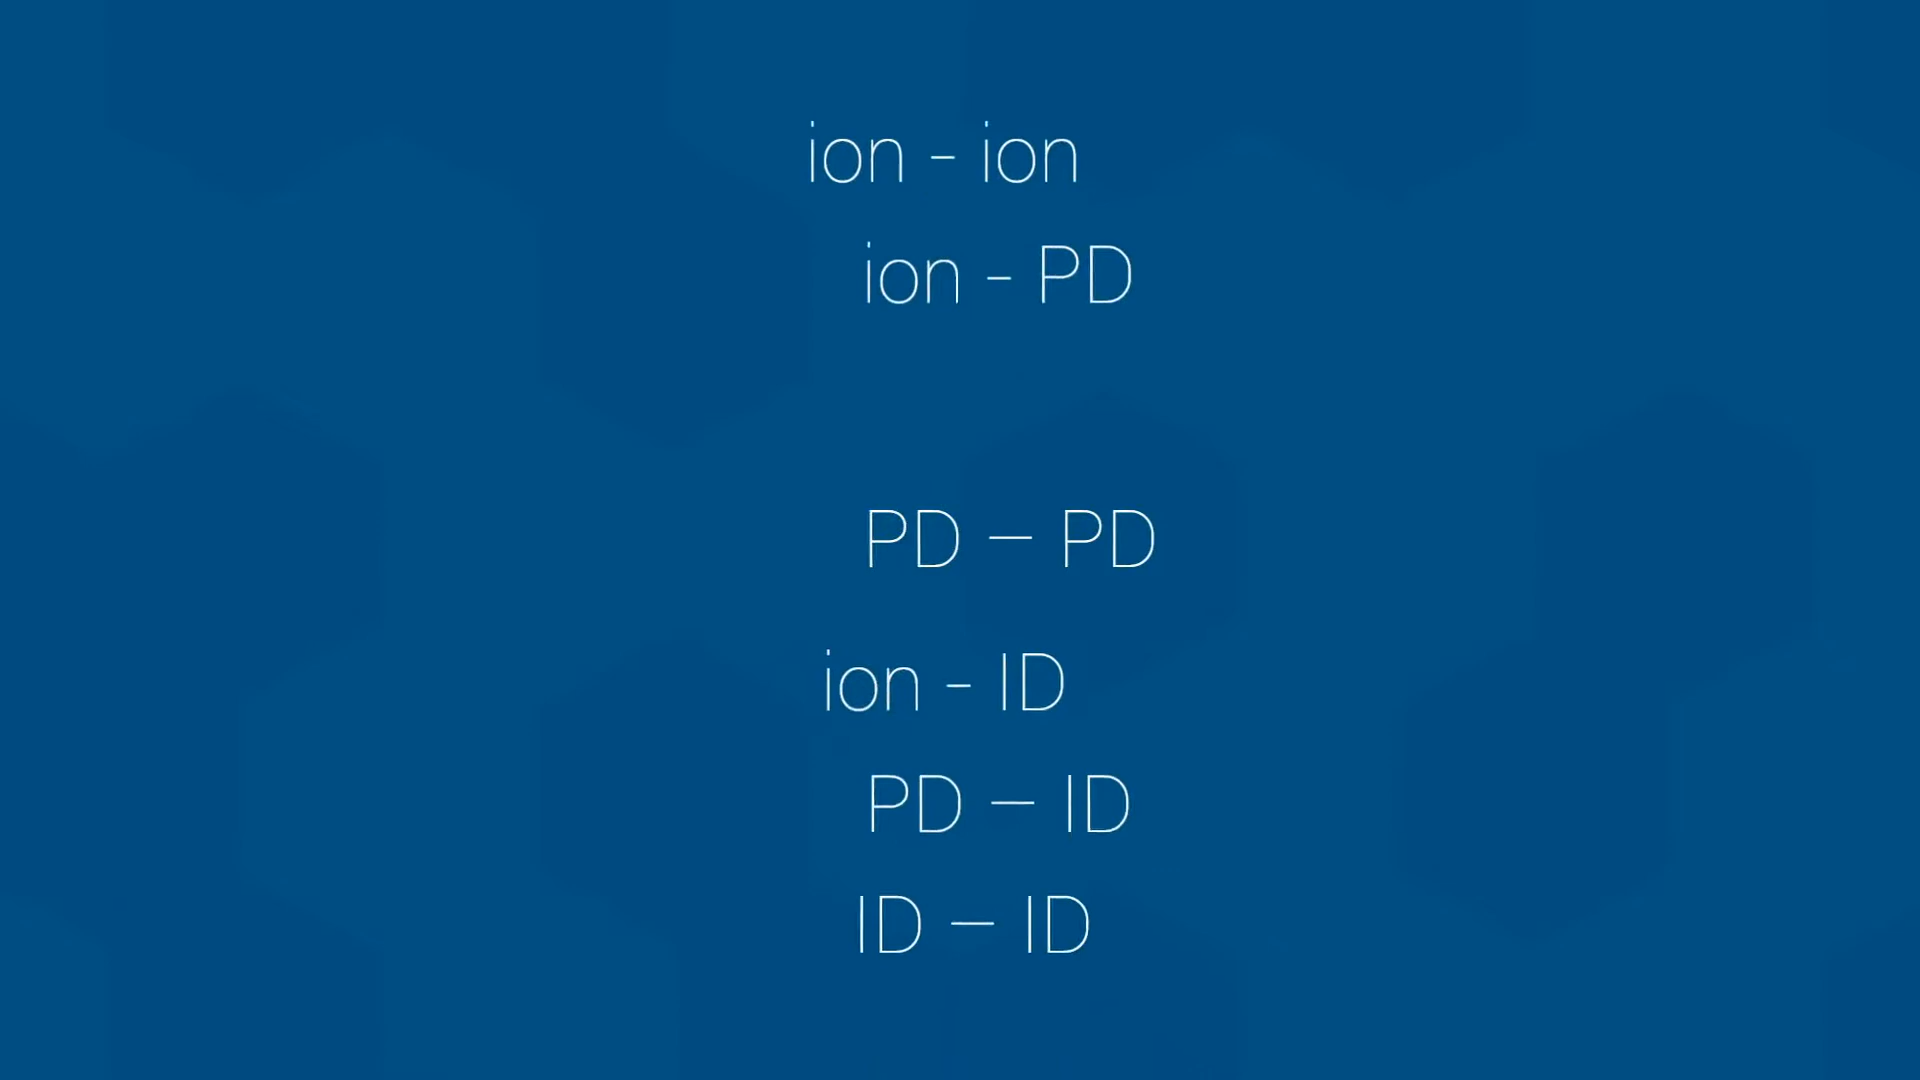 ion - ion
ion - PD
PD – PD
ion - ID
PD – ID
ID – ID